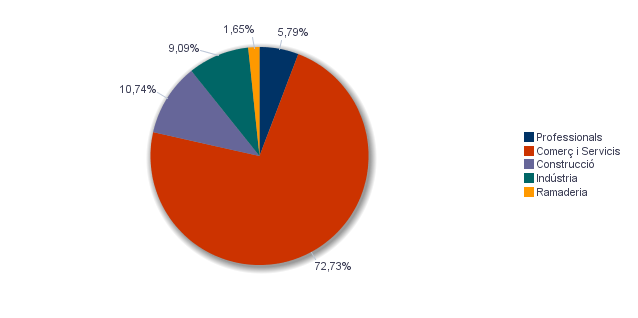 1,65%
5,79%
9,09%
10,74%
72,73%
Professionals
Comerç i Servicis
Construcció
Indústria
Ramaderia